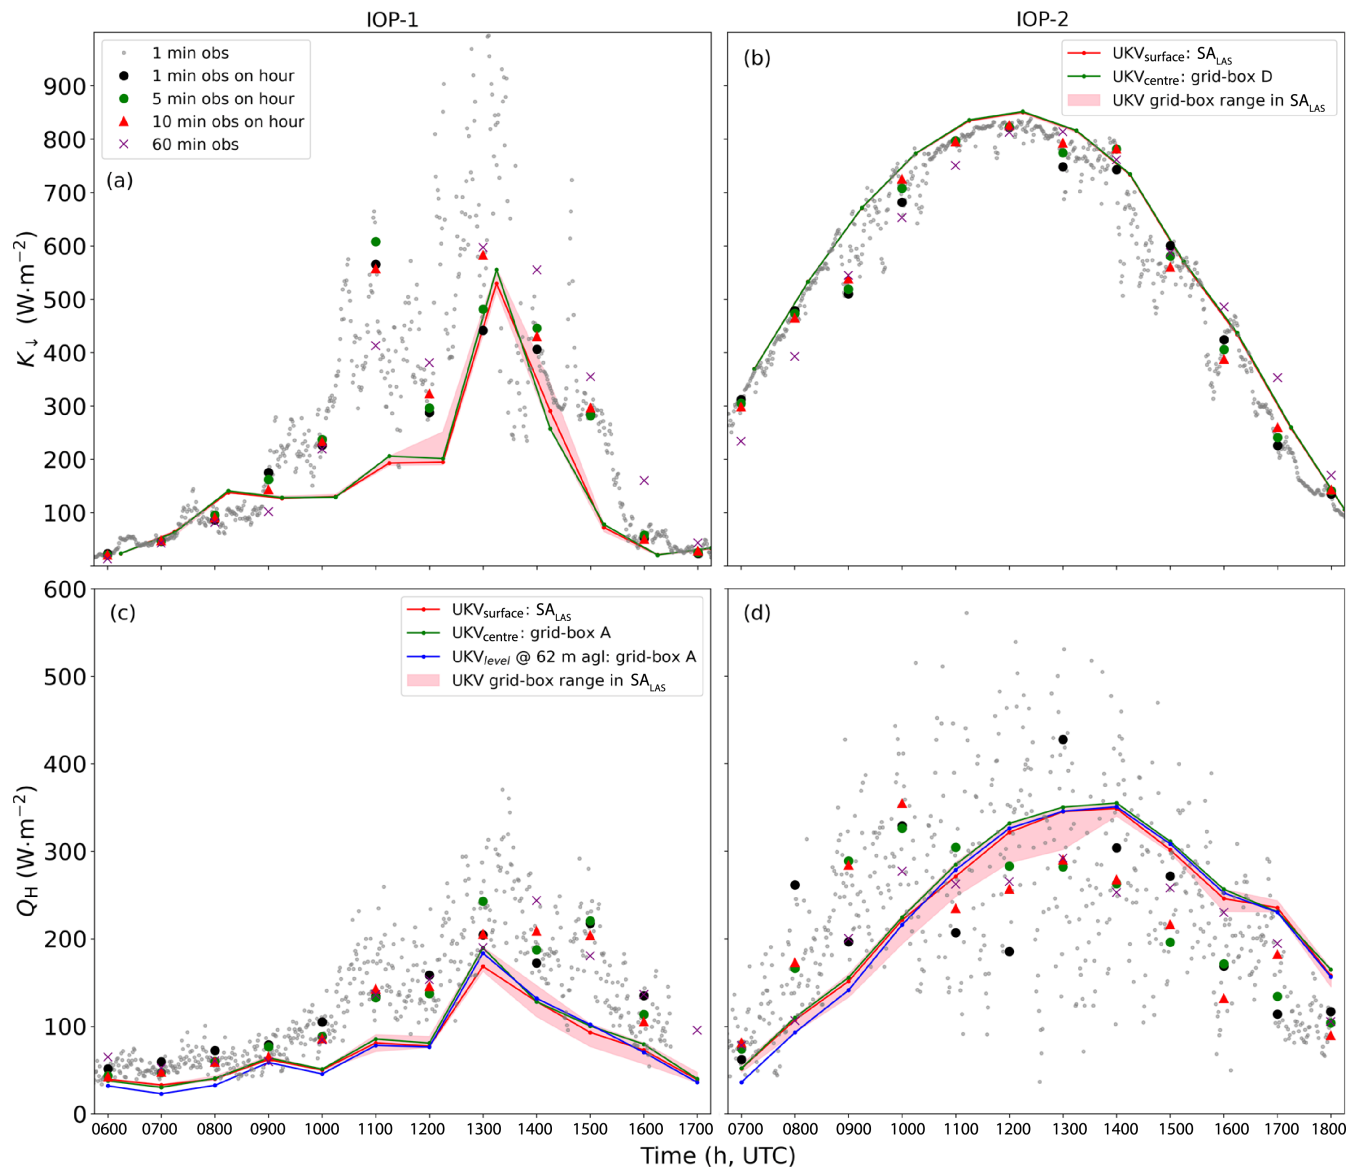 IOP-1
IOP-2
1 min obs
1 min obs on hour
5 min obs on hour
10 min obs on hour
60 min obs
(a)
900
800
700
600
500
400
300
200
100
K↓ (W·m−2)
(b)
UKVsurface: SALAS
UKVcentre: grid-box D
UKV grid-box range in SALAS
(c)
UKVsurface: SALAS
UKVcentre: grid-box A
UKVlevel @ 62 m agl: grid-box A
UKV grid-box range in SALAS
600
500
400
300
200
100
0
QH (W·m−2)
(d)
0600 0700 0800 0900 1000 1100 1200 1300 1400 1500 1600 1700
0700 0800 0900 1000 1100 1200 1300 1400 1500 1600 1700 1800
Time (h, UTC)